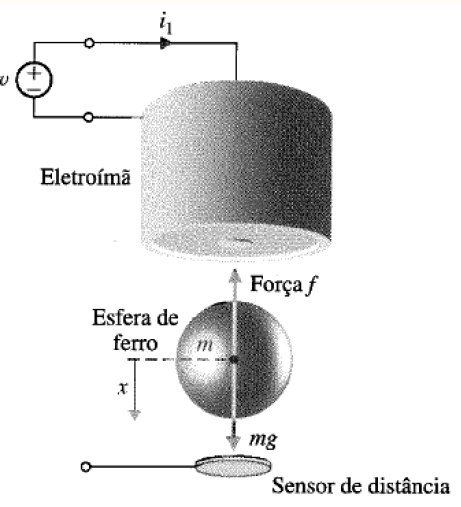 i₁
v
+
−
Eletroímã
Força f
Esfera de
ferro
m
x
mg
Sensor de distância